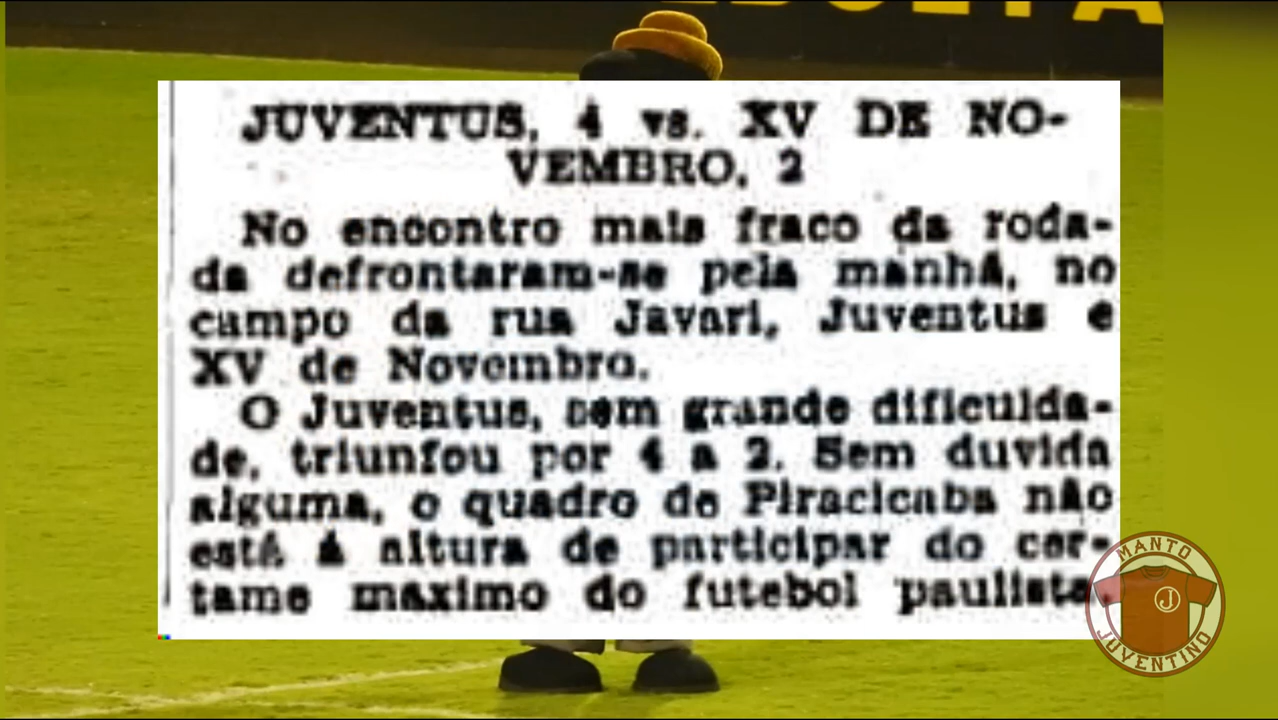 JUVENTUS, 4 vs. XV DE NO-
VEMBRO, 2
No encontro mais fraco da roda-
da defrontaram-se pela manhã, no
campo da rua Javari, Juventus e
XV de Novembro.
O Juventus, sem grande dificulda-
de, triunfou por 4 a 2. Sem duvida
alguma, o quadro de Piracicaba não
está á altura de participar do cer-
tame maximo do futebol paulista.
MANTO
J
JUVENTINO